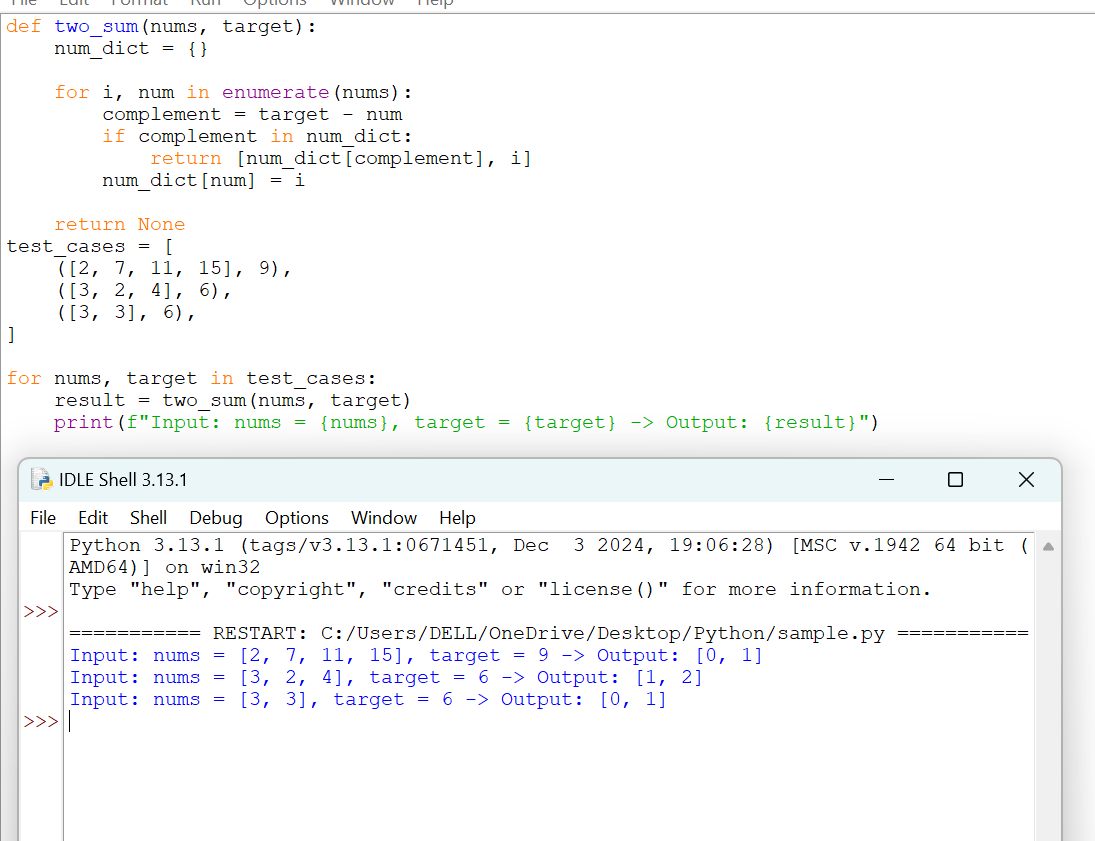 File Edit Format Run Options Window Help
def two_sum(nums, target):
    num_dict = {}
    for i, num in enumerate(nums):
        complement = target - num
        if complement in num_dict:
            return [num_dict[complement], i]
        num_dict[num] = i
    return None
test_cases = [
    ([2, 7, 11, 15], 9),
    ([3, 2, 4], 6),
    ([3, 3], 6),
]
for nums, target in test_cases:
    result = two_sum(nums, target)
    print(f"Input: nums = {nums}, target = {target} -> Output: {result}")
IDLE Shell 3.13.1
File Edit Shell Debug Options Window Help
Python 3.13.1 (tags/v3.13.1:0671451, Dec  3 2024, 19:06:28) [MSC v.1942 64 bit (
AMD64)] on win32
Type "help", "copyright", "credits" or "license()" for more information.
>>>
=========== RESTART: C:/Users/DELL/OneDrive/Desktop/Python/sample.py ===========
Input: nums = [2, 7, 11, 15], target = 9 -> Output: [0, 1]
Input: nums = [3, 2, 4], target = 6 -> Output: [1, 2]
Input: nums = [3, 3], target = 6 -> Output: [0, 1]
>>>